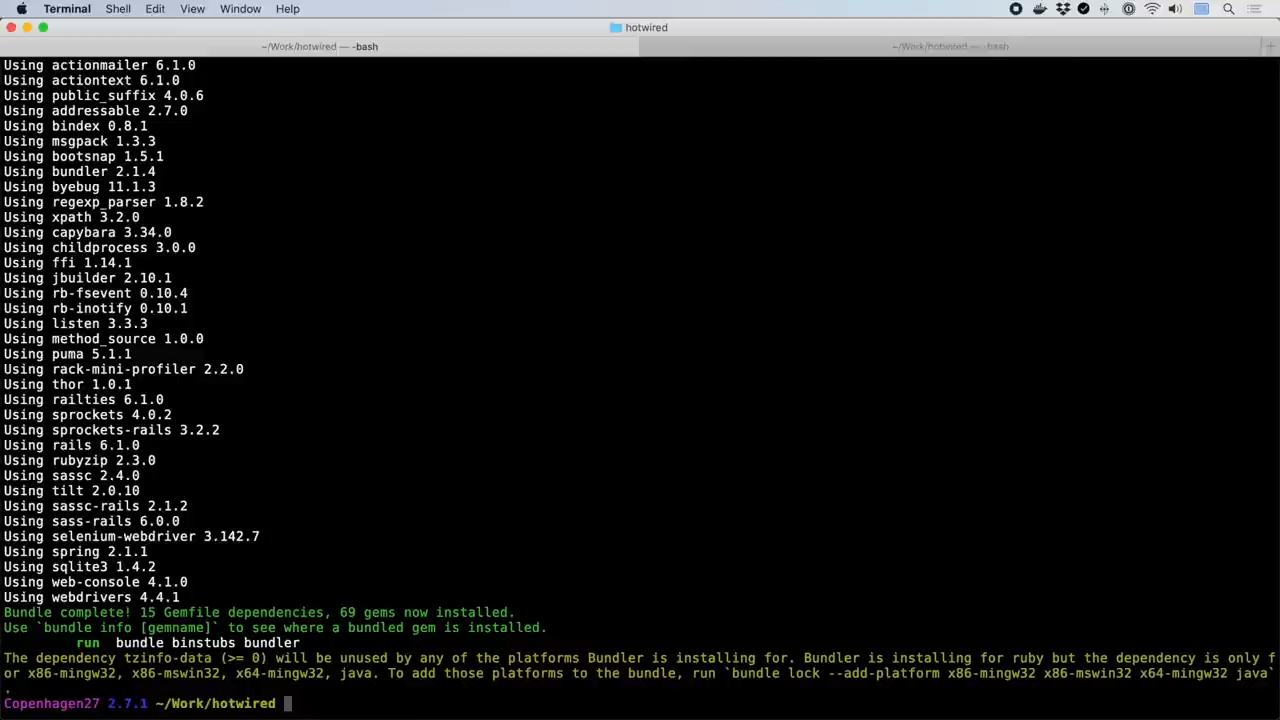 Terminal Shell Edit View Window Help
hotwired
~/Work/hotwired — -bash ~/Work/hotwired — -bash
Using actionmailer 6.1.0
Using actiontext 6.1.0
Using public_suffix 4.0.6
Using addressable 2.7.0
Using bindex 0.8.1
Using msgpack 1.3.3
Using bootsnap 1.5.1
Using bundler 2.1.4
Using byebug 11.1.3
Using regexp_parser 1.8.2
Using xpath 3.2.0
Using capybara 3.34.0
Using childprocess 3.0.0
Using ffi 1.14.1
Using jbuilder 2.10.1
Using rb-fsevent 0.10.4
Using rb-inotify 0.10.1
Using listen 3.3.3
Using method_source 1.0.0
Using puma 5.1.1
Using rack-mini-profiler 2.2.0
Using thor 1.0.1
Using railties 6.1.0
Using sprockets 4.0.2
Using sprockets-rails 3.2.2
Using rails 6.1.0
Using rubyzip 2.3.0
Using sassc 2.4.0
Using tilt 2.0.10
Using sassc-rails 2.1.2
Using sass-rails 6.0.0
Using selenium-webdriver 3.142.7
Using spring 2.1.1
Using sqlite3 1.4.2
Using web-console 4.1.0
Using webdrivers 4.4.1
Bundle complete! 15 Gemfile dependencies, 69 gems now installed.
Use `bundle info [gemname]` to see where a bundled gem is installed.
run bundle binstubs bundler
The dependency tzinfo-data (>= 0) will be unused by any of the platforms Bundler is installing for. Bundler is installing for ruby but the dependency is only f
or x86-mingw32, x86-mswin32, x64-mingw32, java. To add those platforms to the bundle, run `bundle lock --add-platform x86-mingw32 x86-mswin32 x64-mingw32 java`
.
Copenhagen27 2.7.1 ~/Work/hotwired